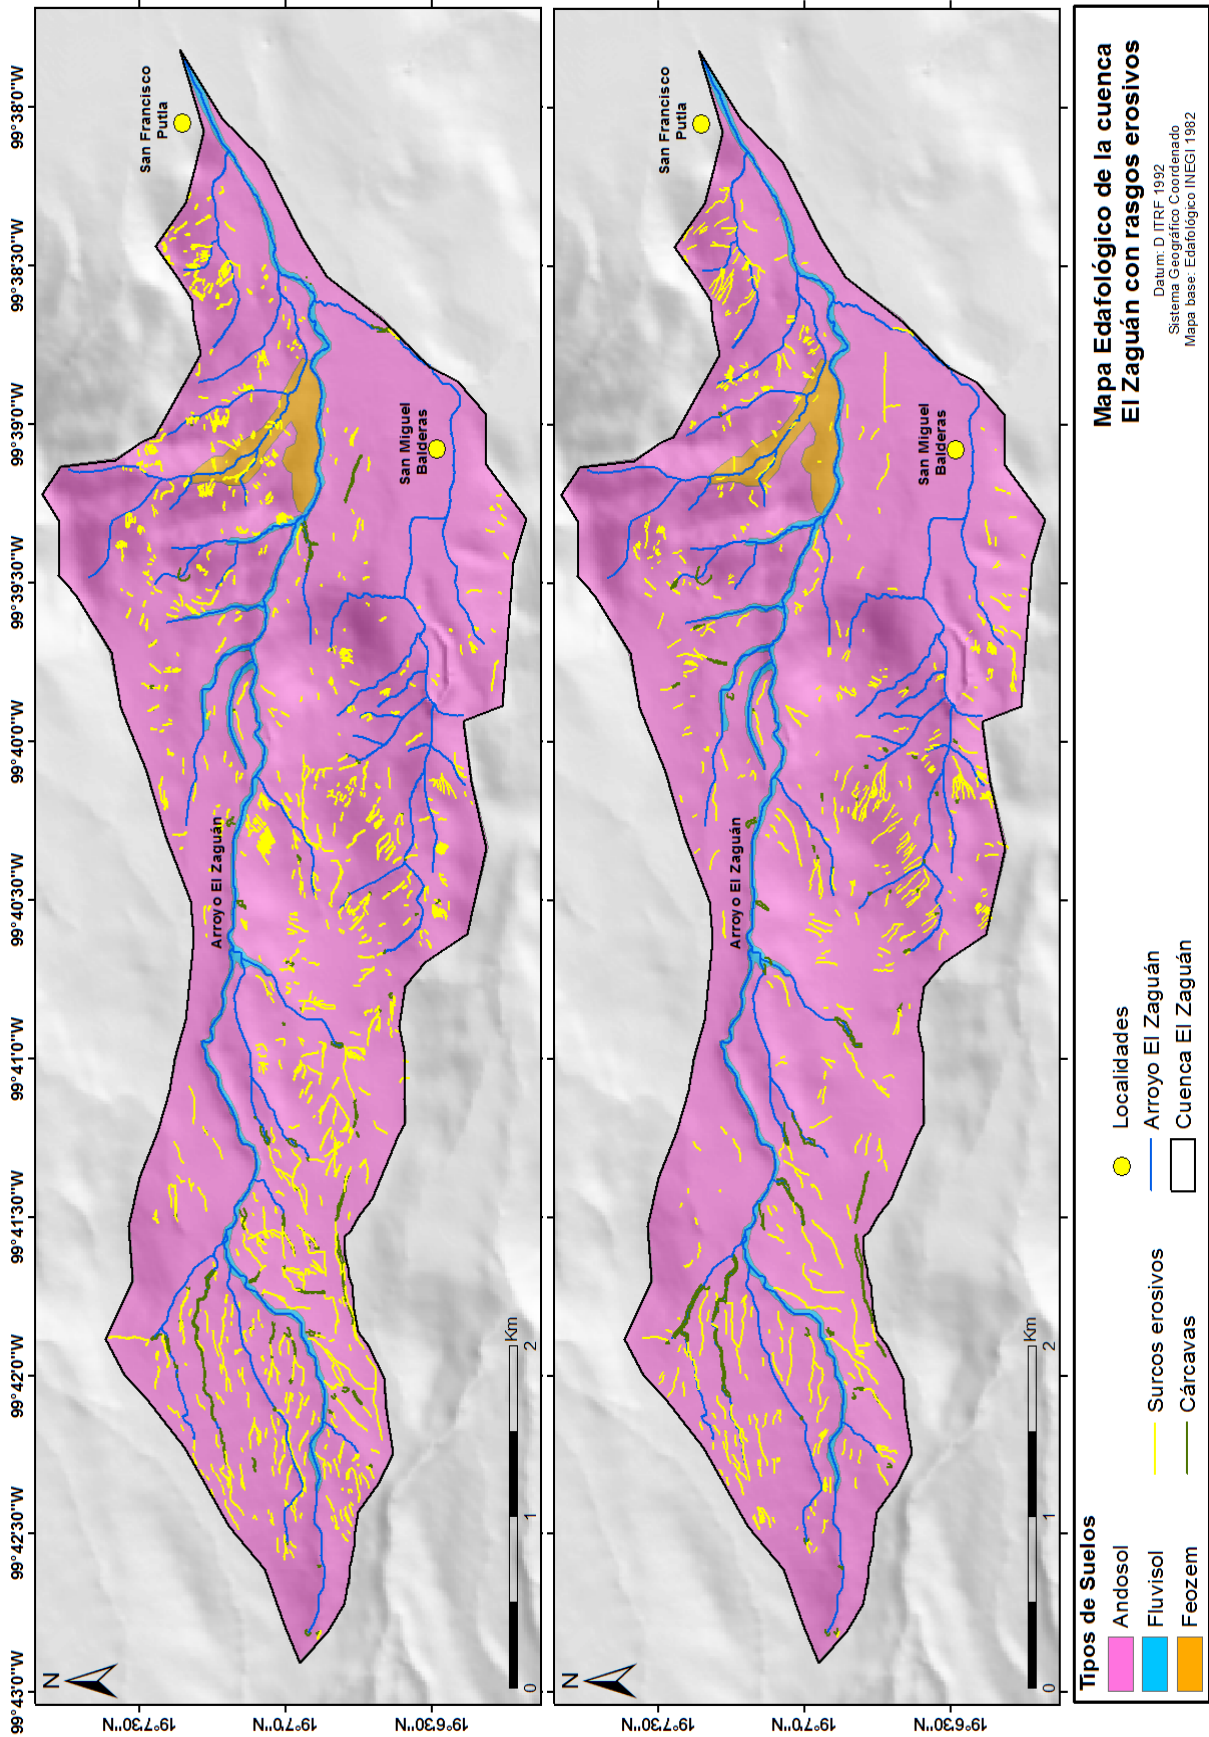 99°43'0"W
99°42'30"W
99°42'0"W
99°41'30"W
99°41'0"W
99°40'30"W
99°40'0"W
99°39'30"W
99°39'0"W
99°38'30"W
99°38'0"W
19°7'30"N
19°7'0"N
19°6'30"N
N
San Francisco
Putla
Arroyo El Zaguán
San Miguel
Balderas
0 1 2
Km
19°7'30"N
19°7'0"N
19°6'30"N
N
San Francisco
Putla
Arroyo El Zaguán
San Miguel
Balderas
0 1 2
Km
Tipos de Suelos
Andosol
Fluvisol
Feozem
Surcos erosivos
Cárcavas
Localidades
Arroyo El Zaguán
Cuenca El Zaguán
Mapa Edafológico de la cuenca
El Zaguán con rasgos erosivos
Datum: D ITRF 1992
Sistema Geográfico Coordenado
Mapa base: Edafológico INEGI 1982